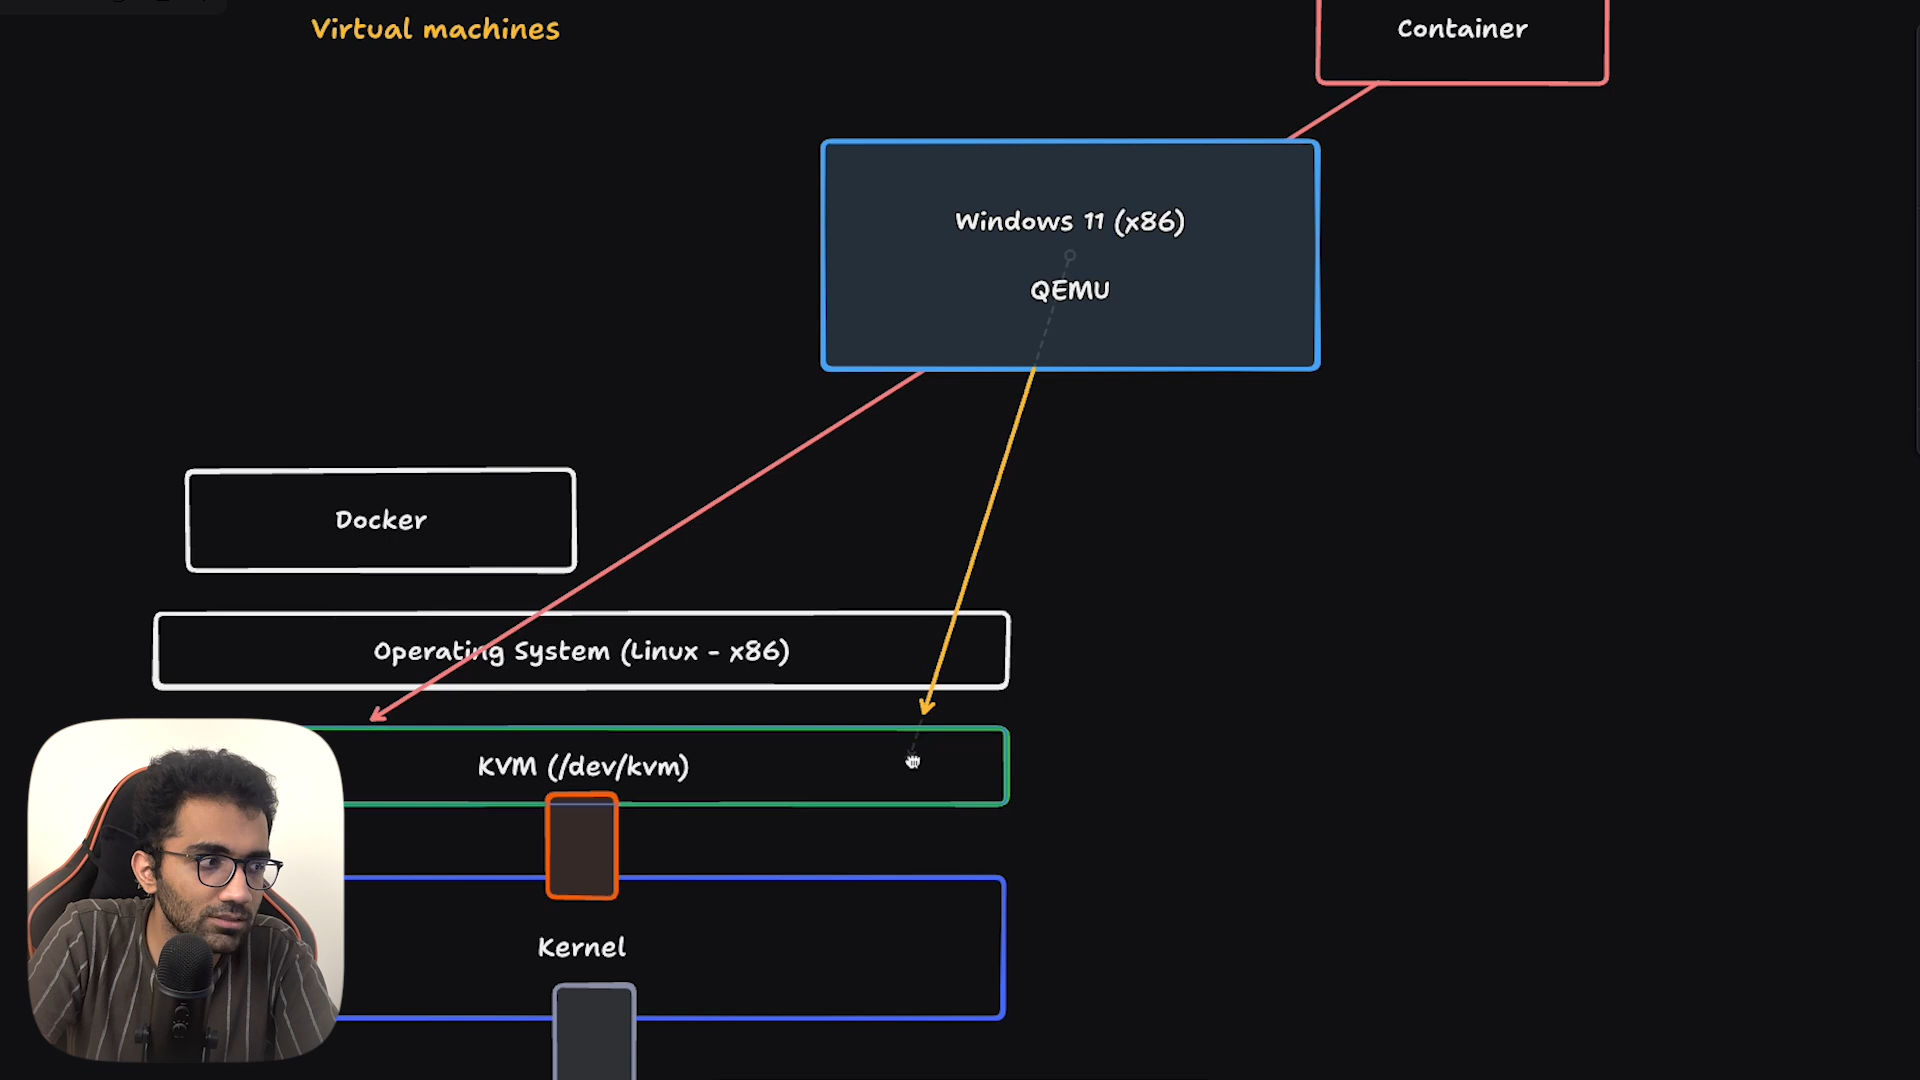 Virtual machines
Container
Windows 11 (x86)
QEMU
Docker
Operating System (Linux - x86)
KVM (/dev/kvm)
Kernel